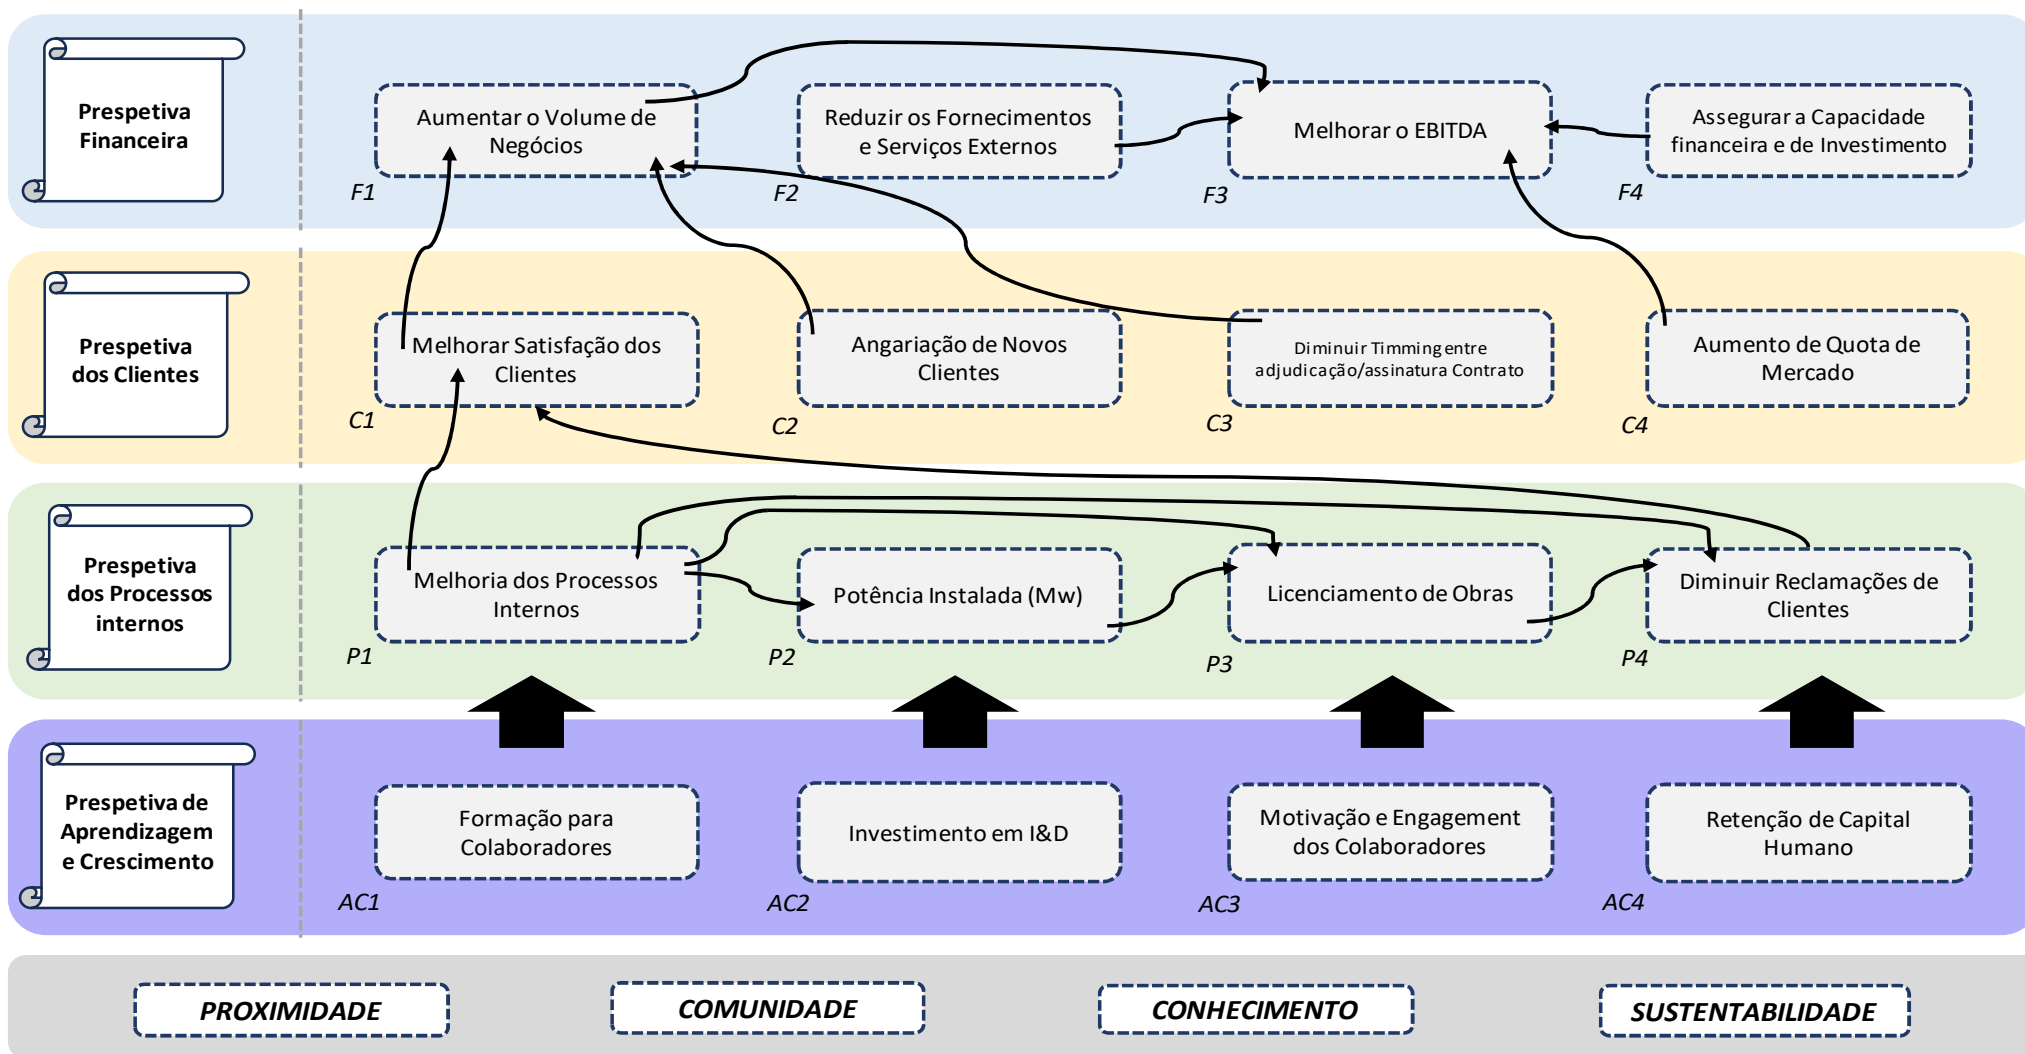 Prespetiva
Financeira
Aumentar o Volume de
Negócios
F1
Reduzir os Fornecimentos
e Serviços Externos
F2
Melhorar o EBITDA
F3
Assegurar a Capacidade
financeira e de Investimento
F4
Prespetiva
dos Clientes
Melhorar Satisfação dos
Clientes
C1
Angariação de Novos
Clientes
C2
Diminuir Timming entre
adjudicação/assinatura Contrato
C3
Aumento de Quota de
Mercado
C4
Prespetiva
dos Processos
internos
Melhoria dos Processos
Internos
P1
Potência Instalada (Mw)
P2
Licenciamento de Obras
P3
Diminuir Reclamações de
Clientes
P4
Prespetiva de
Aprendizagem
e Crescimento
Formação para
Colaboradores
AC1
Investimento em I&D
AC2
Motivação e Engagement
dos Colaboradores
AC3
Retenção de Capital
Humano
AC4
PROXIMIDADE
COMUNIDADE
CONHECIMENTO
SUSTENTABILIDADE